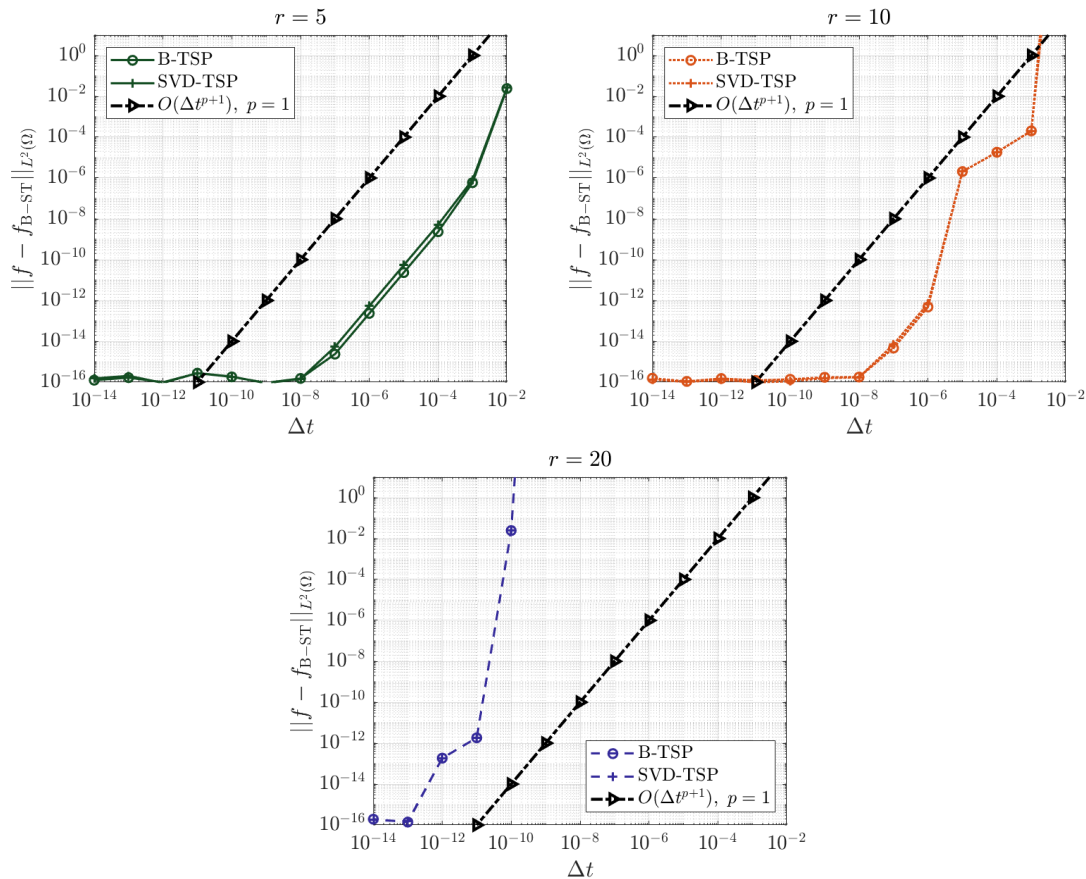 r = 5
10^0
10^{-2}
10^{-4}
10^{-6}
10^{-8}
10^{-10}
10^{-12}
10^{-14}
10^{-16}
||f − f_{B−ST}||_{L^2(Ω)}
B-TSP
SVD-TSP
O(Δt^{p+1}), p = 1
10^{-14} 10^{-12} 10^{-10} 10^{-8} 10^{-6} 10^{-4} 10^{-2}
Δt
r = 10
10^0
10^{-2}
10^{-4}
10^{-6}
10^{-8}
10^{-10}
10^{-12}
10^{-14}
10^{-16}
||f − f_{B−ST}||_{L^2(Ω)}
B-TSP
SVD-TSP
O(Δt^{p+1}), p = 1
10^{-14} 10^{-12} 10^{-10} 10^{-8} 10^{-6} 10^{-4} 10^{-2}
Δt
r = 20
10^0
10^{-2}
10^{-4}
10^{-6}
10^{-8}
10^{-10}
10^{-12}
10^{-14}
10^{-16}
||f − f_{B−ST}||_{L^2(Ω)}
B-TSP
SVD-TSP
O(Δt^{p+1}), p = 1
10^{-14} 10^{-12} 10^{-10} 10^{-8} 10^{-6} 10^{-4} 10^{-2}
Δt